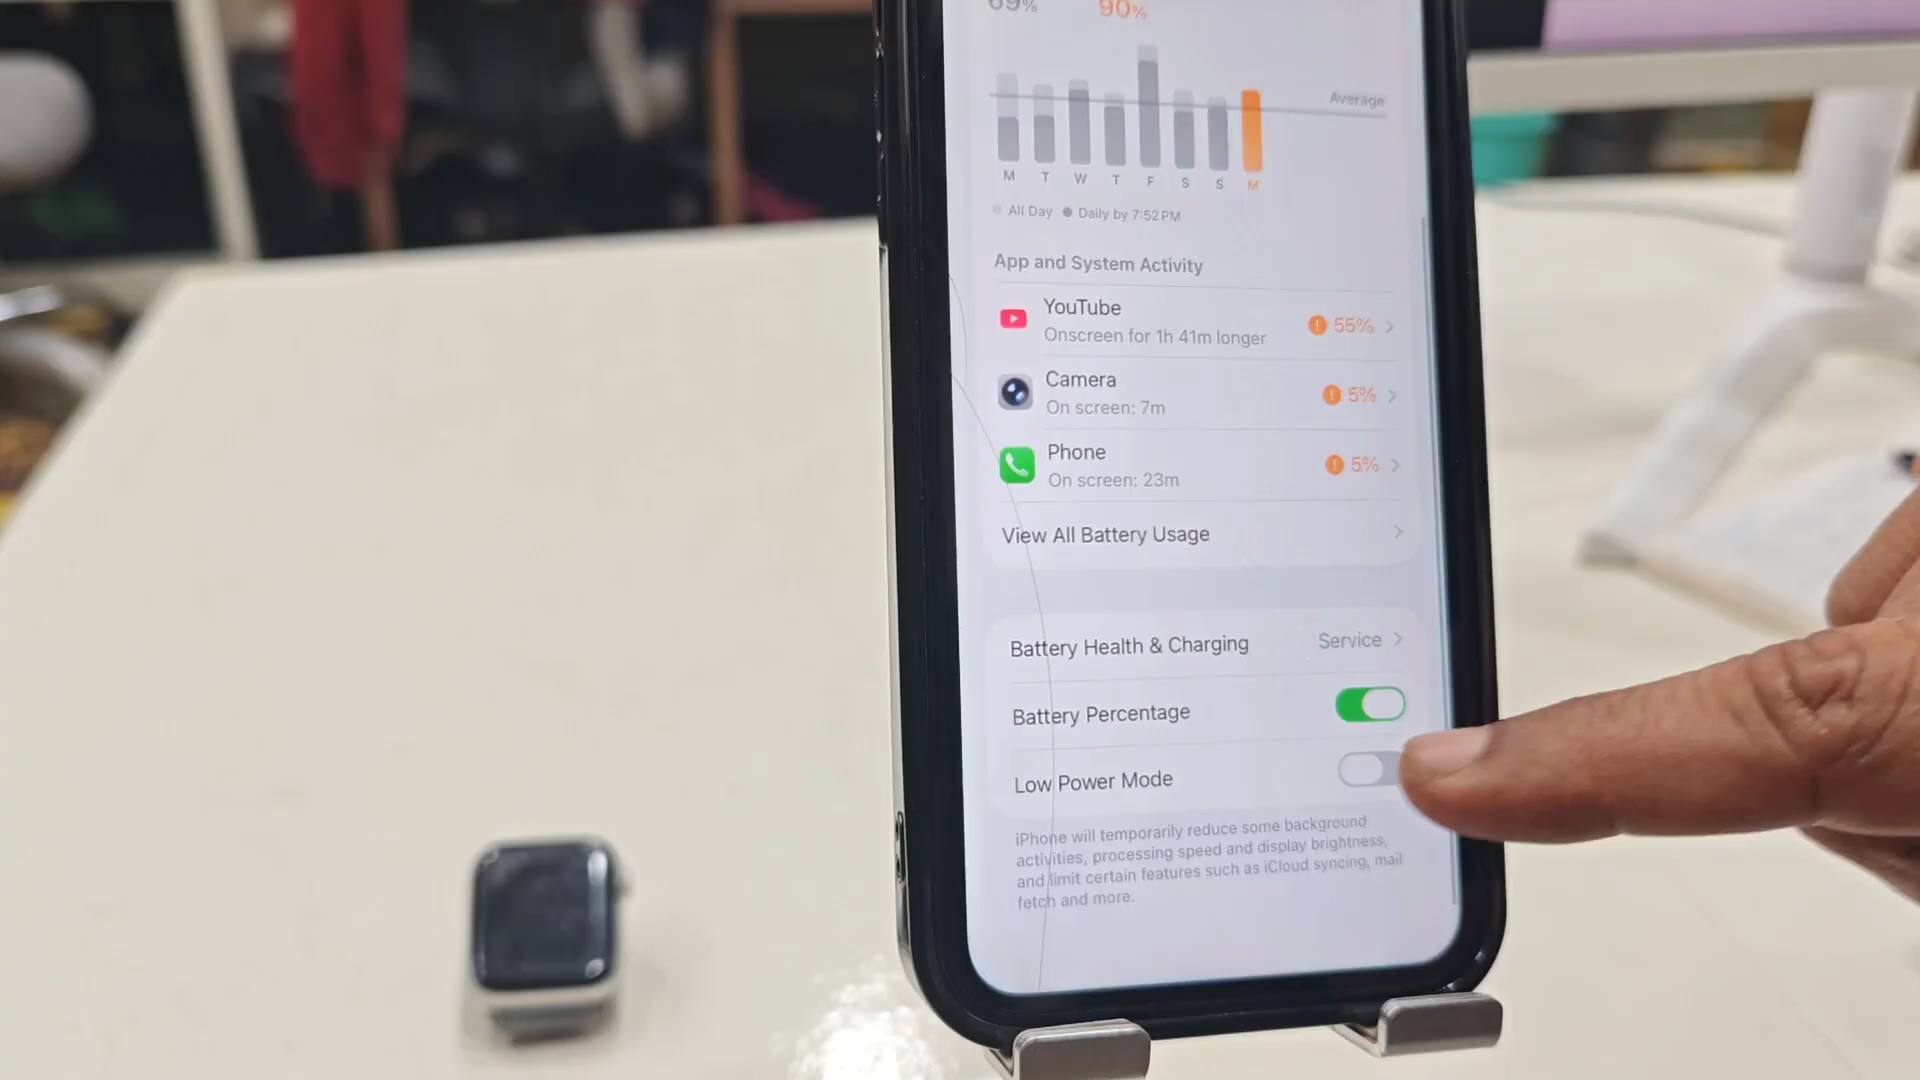 69%
90%
Average
M T W T F S S M
All Day Daily by 7:52 PM
App and System Activity
YouTube
Onscreen for 1h 41m longer
! 55%
Camera
On screen: 7m
! 5%
Phone
On screen: 23m
! 5%
View All Battery Usage
Battery Health & Charging Service
Battery Percentage
Low Power Mode
iPhone will temporarily reduce some background
activities, processing speed and display brightness,
and limit certain features such as iCloud syncing, mail
fetch and more.